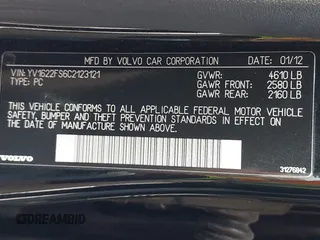 MFD BY VOLVO CAR CORPORATION 01/12
VIN: YV1622FS6C2123121 GVWR: 4610 LB
TYPE: PC GAWR FRONT: 2580 LB
GAWR REAR: 2160 LB
THIS VEHICLE CONFORMS TO ALL APPLICABLE FEDERAL MOTOR VEHICLE
SAFETY, BUMPER AND THEFT PREVENTION STANDARDS IN EFFECT ON THE
DATE OF MANUFACTURE SHOWN ABOVE.
VOLVO
31276842
DREAMBID